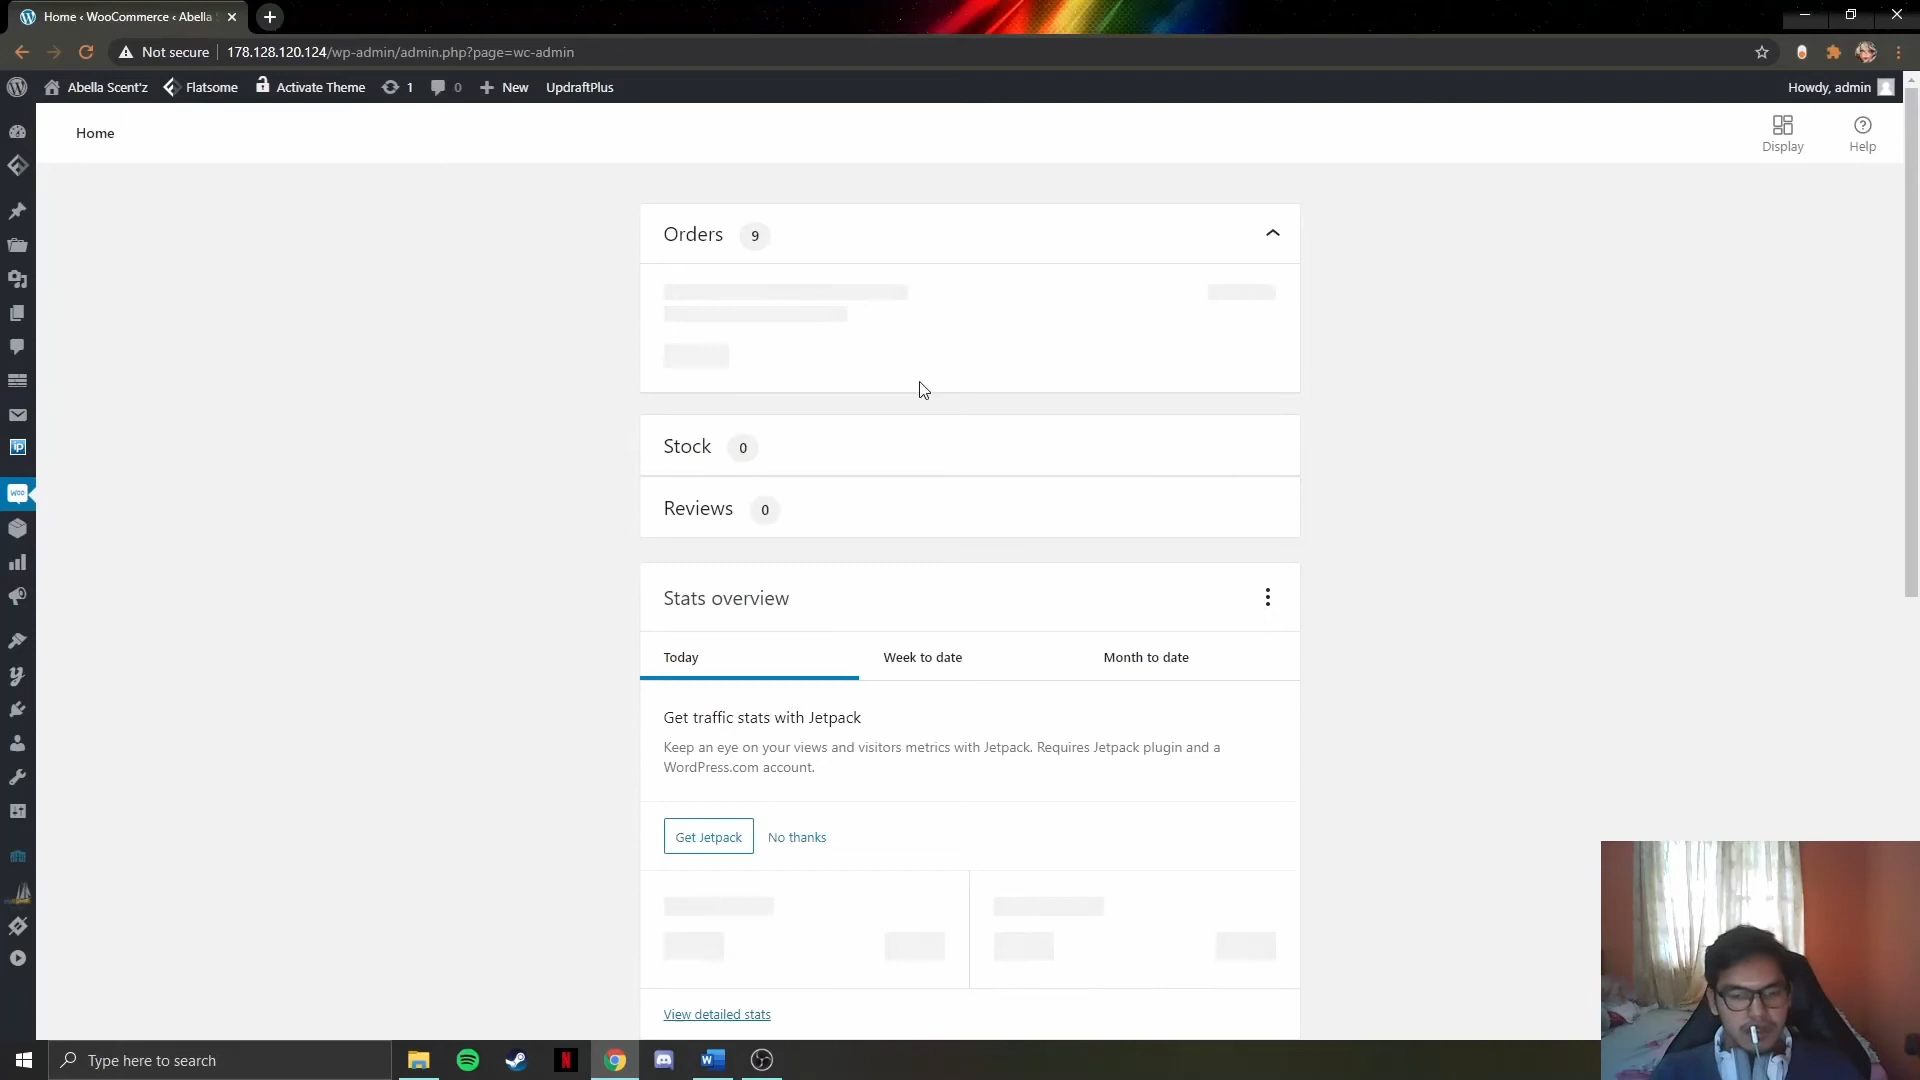 Home ‹ WooCommerce ‹ Abella S
Not secure
178.128.120.124/wp-admin/admin.php?page=wc-admin
Abella Scent'z
Flatsome
Activate Theme
1
0
New
UpdraftPlus
Howdy, admin
Home
Display
Help
Orders 9
Stock 0
Reviews 0
Stats overview
Today
Week to date
Month to date
Get traffic stats with Jetpack
Keep an eye on your views and visitors metrics with Jetpack. Requires Jetpack plugin and a
WordPress.com account.
Get Jetpack
No thanks
View detailed stats
Type here to search